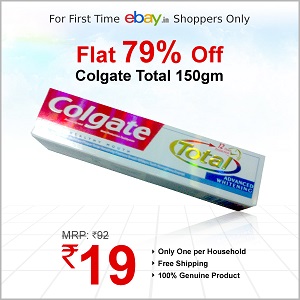 For First Time ebay.in Shoppers Only
Flat 79% Off
Colgate Total 150gm
Colgate
Total
ADVANCED
WHITENING
MRP: ₹92
₹19
• Only One per Household
• Free Shipping
• 100% Genuine Product